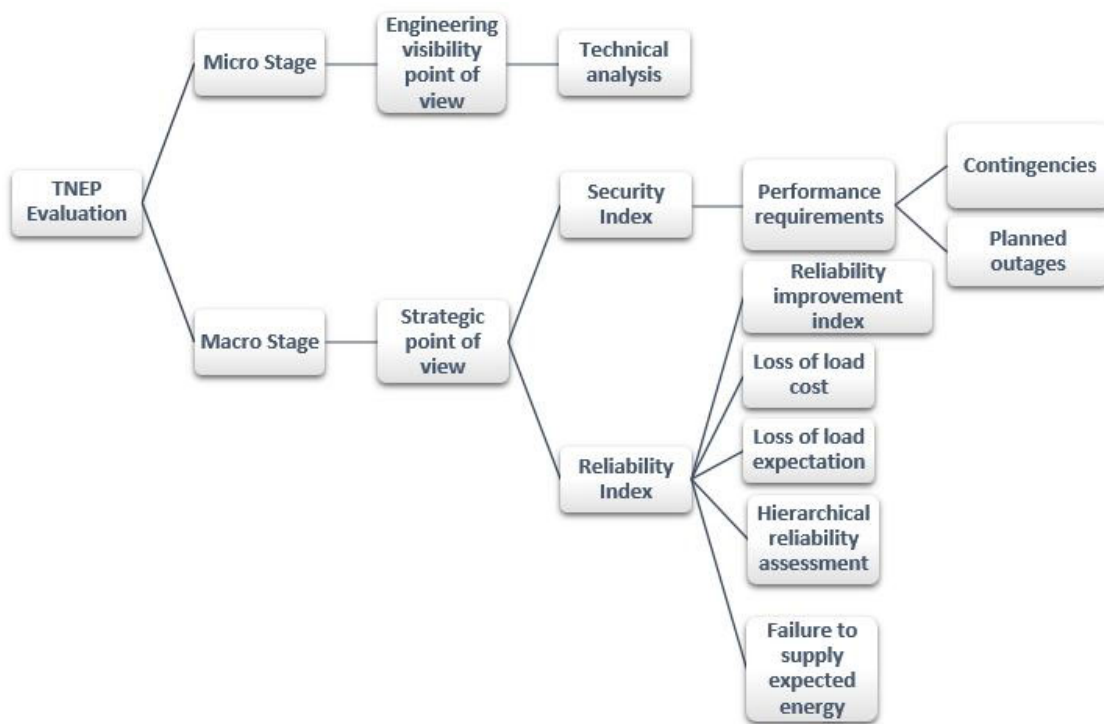 TNEP
Evaluation
Micro Stage
Engineering
visibility
point of
view
Technical
analysis
Macro Stage
Strategic
point of
view
Security
Index
Performance
requirements
Contingencies
Planned
outages
Reliability
Index
Reliability
improvement
index
Loss of load
cost
Loss of load
expectation
Hierarchical
reliability
assessment
Failure to
supply
expected
energy